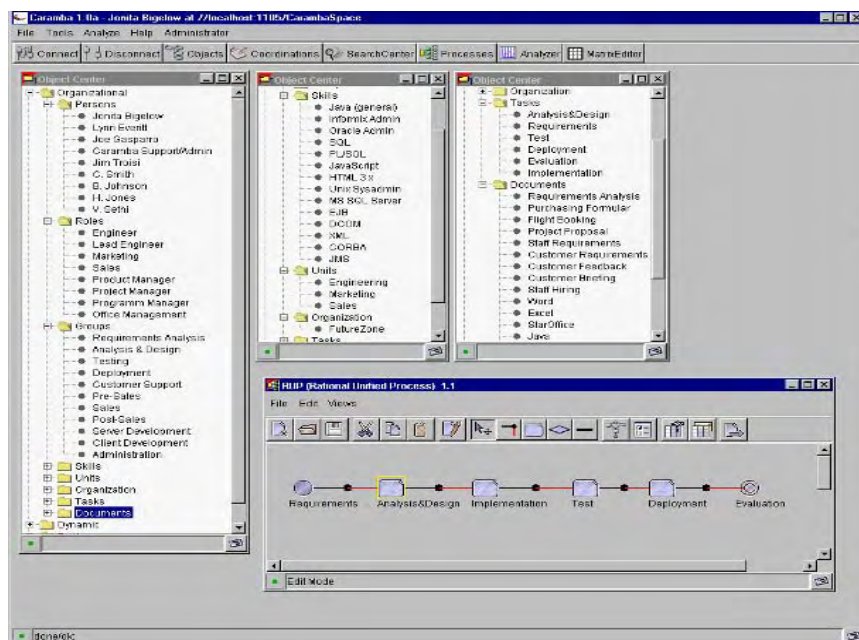 Caramba 1.0a - Jonita Bigelow at //localhost:1105/CarambaSpace
File Tools Analyze Help Administrator
Connect Disconnect Objects Coordinations SearchCenter Processes Analyzer MatrixEditor
Object Center
Organizational
Persons
Jonita Bigelow
Lynn Everitt
Joe Gasparra
Caramba Support/Admin
Jim Troisi
C. Smith
B. Johnson
H. Jones
V. Sethi
Roles
Engineer
Lead Engineer
Marketing
Sales
Product Manager
Project Manager
Programm Manager
Office Management
Groups
Requirements Analysis
Analysis & Design
Testing
Deployment
Customer Support
Pre-Sales
Sales
Post-Sales
Server Development
Client Development
Administration
Skills
Units
Organization
Tasks
Documents
Dynamic
Object Center
Skills
Java (general)
Informix Admin
Oracle Admin
SQL
PL/SQL
JavaScript
HTML 3.x
Unix Sysadmin
MS SQL Server
EJB
DCOM
XML
CORBA
JMS
Units
Engineering
Marketing
Sales
Organization
FutureZone
Tasks
Object Center
Organization
Tasks
Analysis&Design
Requirements
Test
Deployment
Evaluation
Implementation
Documents
Requirements Analysis
Purchasing Formular
Flight Booking
Project Proposal
Staff Requirements
Customer Requirements
Customer Feedback
Customer Briefing
Staff Hiring
Word
Excel
StarOffice
Java
RUP (Rational Unified Process) 1.1
File Edit Views
Requirements Analysis&Design Implementation Test Deployment Evaluation
Edit Mode
done/ok